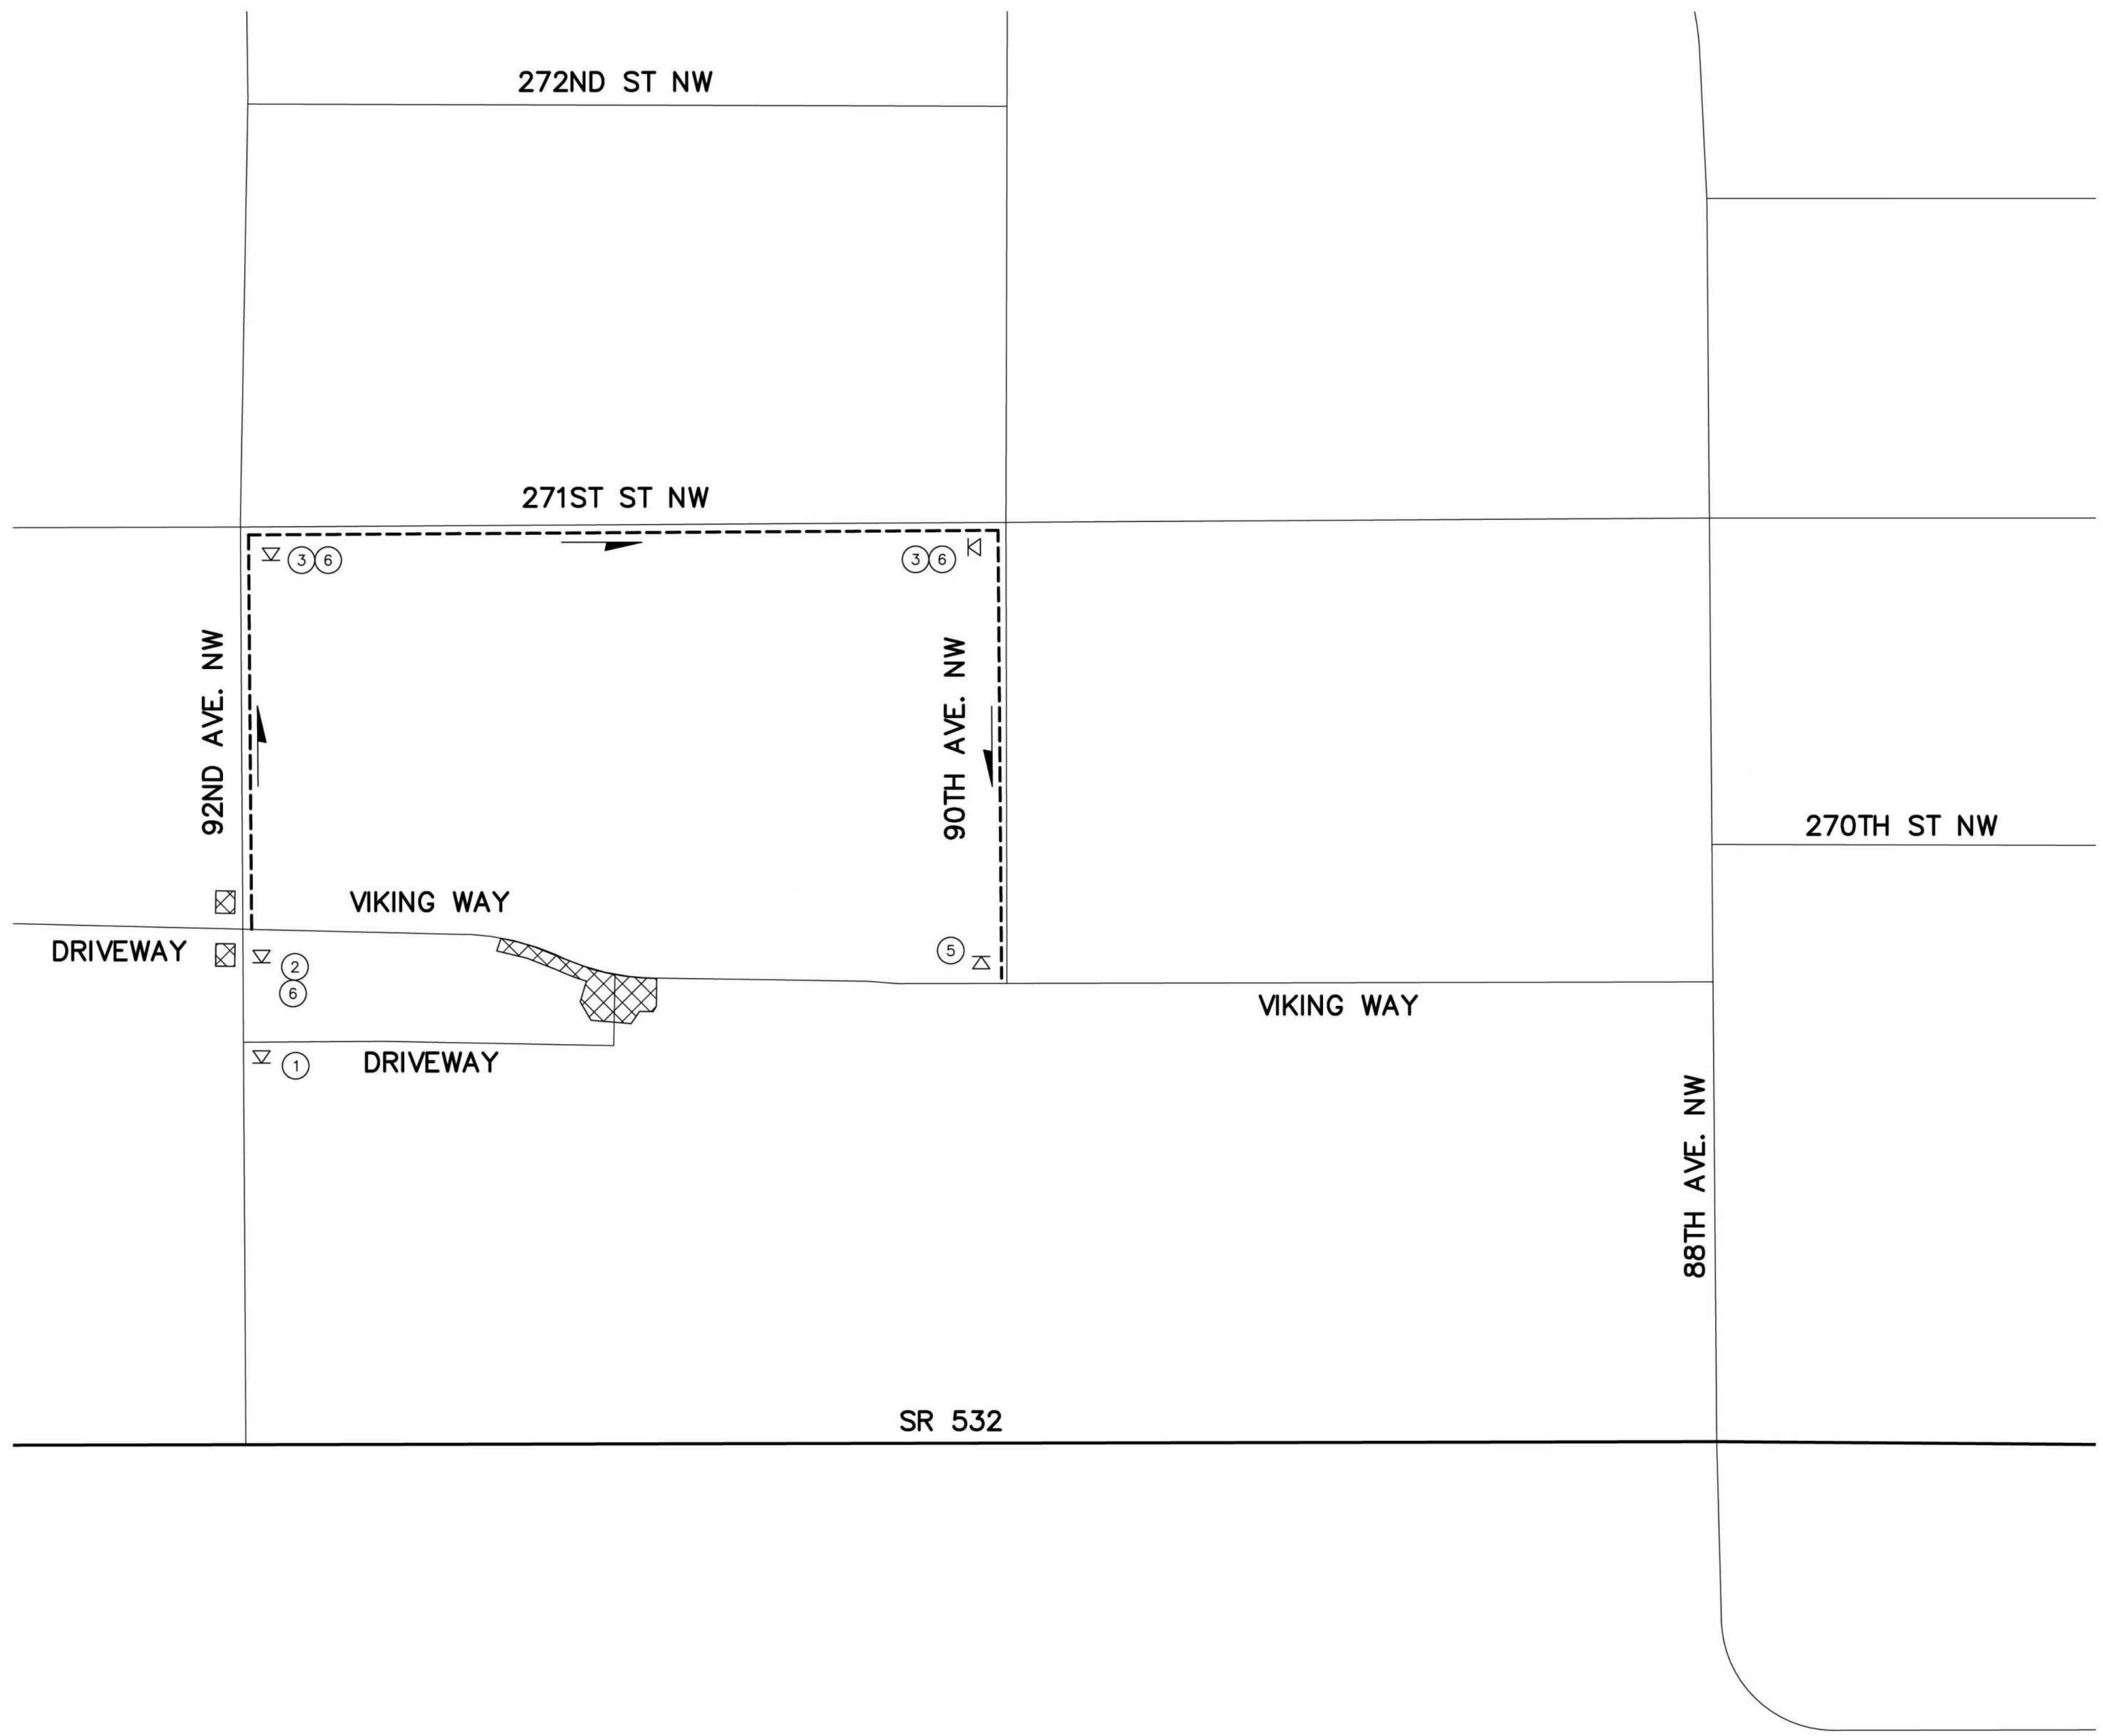 272ND ST NW
271ST ST NW
3 6
3 6
92ND AVE. NW
90TH AVE. NW
270TH ST NW
VIKING WAY
DRIVEWAY
5
2
6
VIKING WAY
DRIVEWAY
1
88TH AVE. NW
SR 532